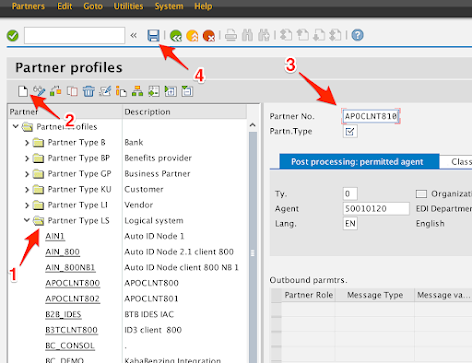 Partners Edit Goto Utilities System Help
«
4
Partner profiles
3
2
Partner Description
Partner No. APOCLNT810
Partn.Type
Partner Type B Bank
Partner Type BP Benefits provider
Post processing: permitted agent Class
Partner Type GP Business Partner
Partner Type KU Customer
Ty. 0 Organizati
Partner Type LI Vendor
Agent 50010120 EDI Departme
Partner Type LS Logical system
Lang. EN English
1
AIN1 Auto ID Node 1
AIN_800 Auto ID Node 2.1 client 800
AIN_800NB1 Auto ID Node client 800 NB 1
APOCLNT800 APOCLNT800
Outbound parmtrs.
APOCLNT802 APOCLNT801
Partner Role Message Type Message va...
B2B_IDES BTB IDES IAC
B3TCLNT800 ID3 client 800
BC_CONSOL .
BC_DEMO KabaBenzing Integration